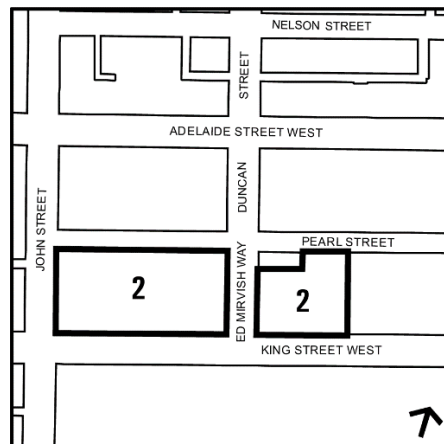 NELSON STREET
STREET
ADELAIDE STREET WEST
DUNCAN
JOHN STREET
PEARL STREET
ED MIRVISH WAY
2
2
KING STREET WEST